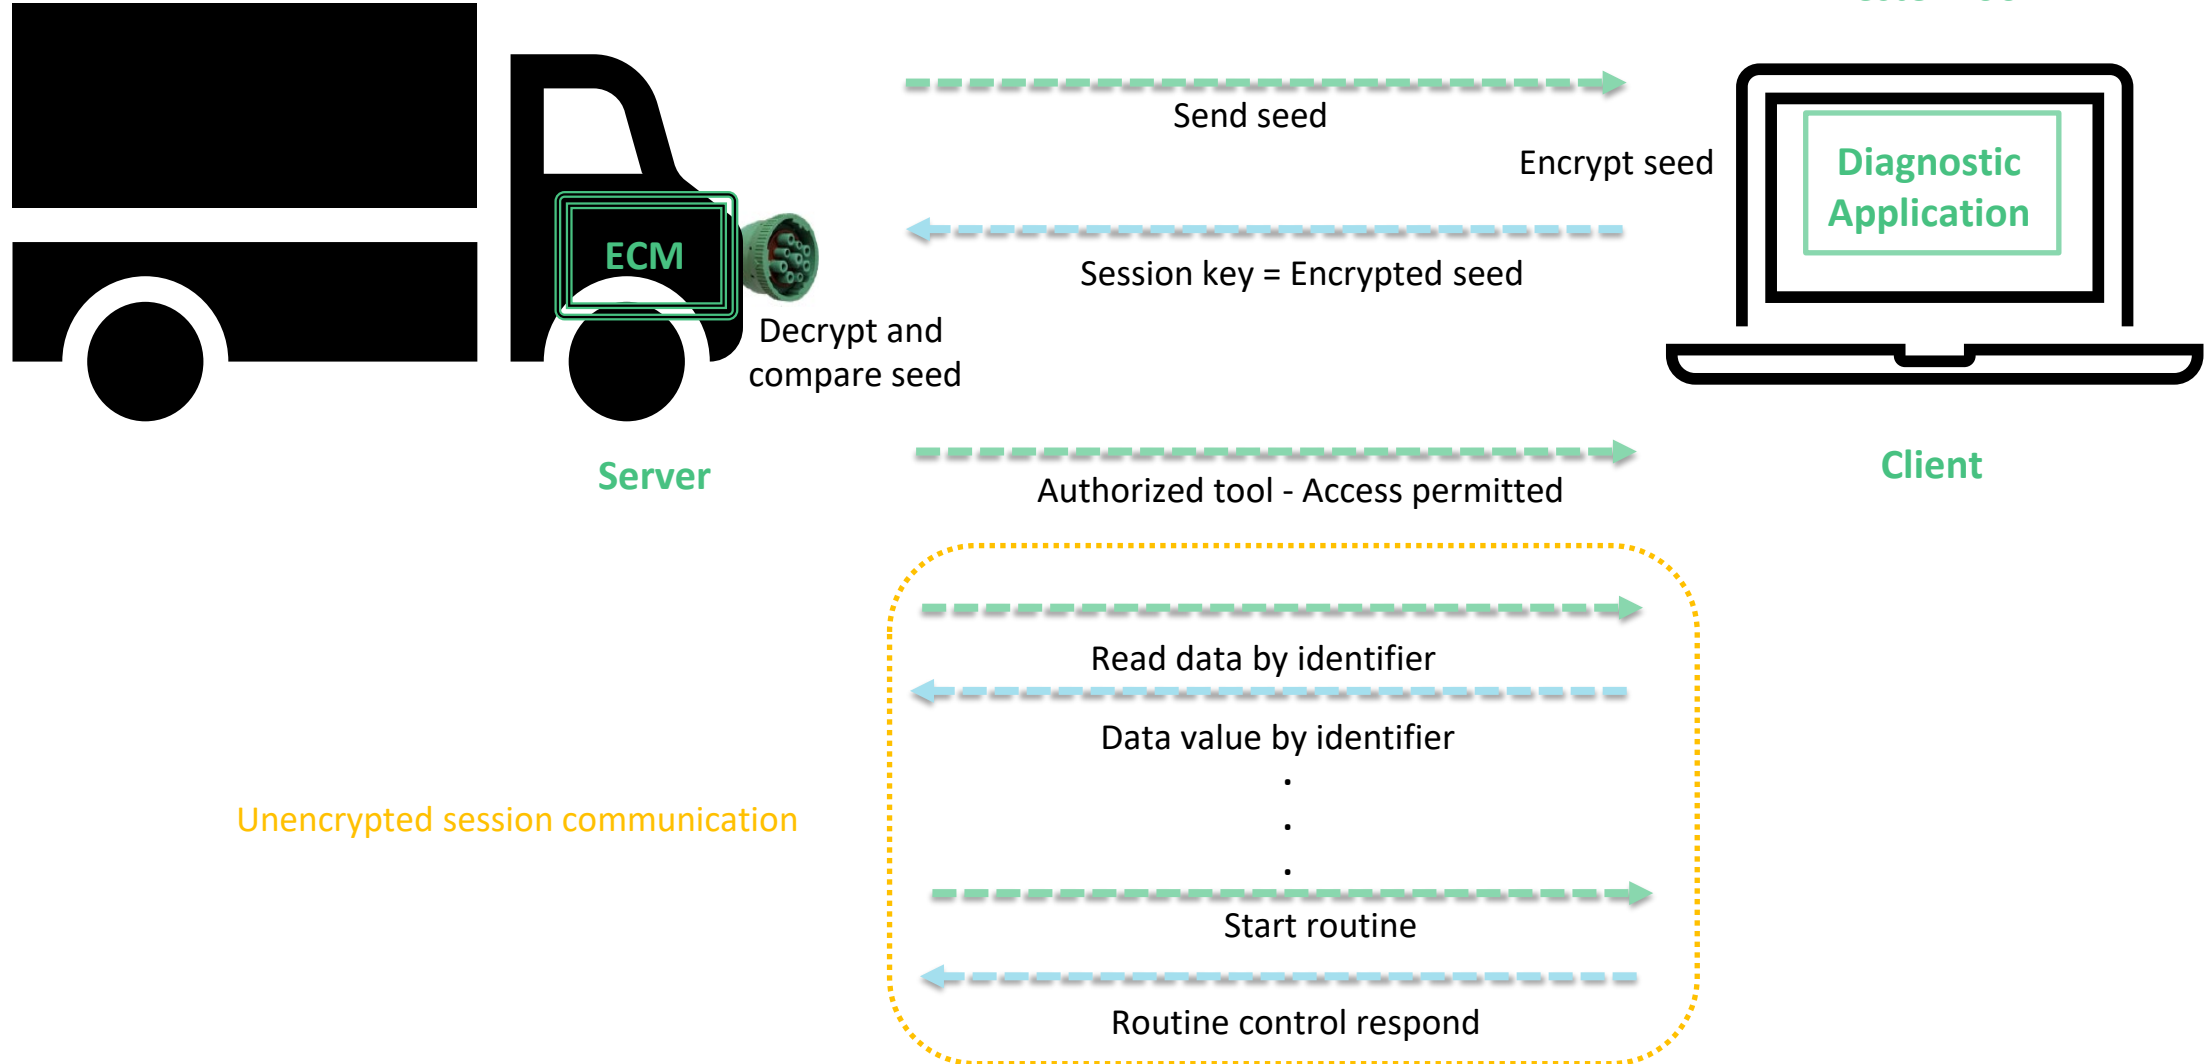 Send seed
Encrypt seed
Diagnostic
Application
ECM
Session key = Encrypted seed
Decrypt and
compare seed
Server
Client
Authorized tool - Access permitted
Read data by identifier
Data value by identifier
.
.
.
Unencrypted session communication
Start routine
Routine control respond